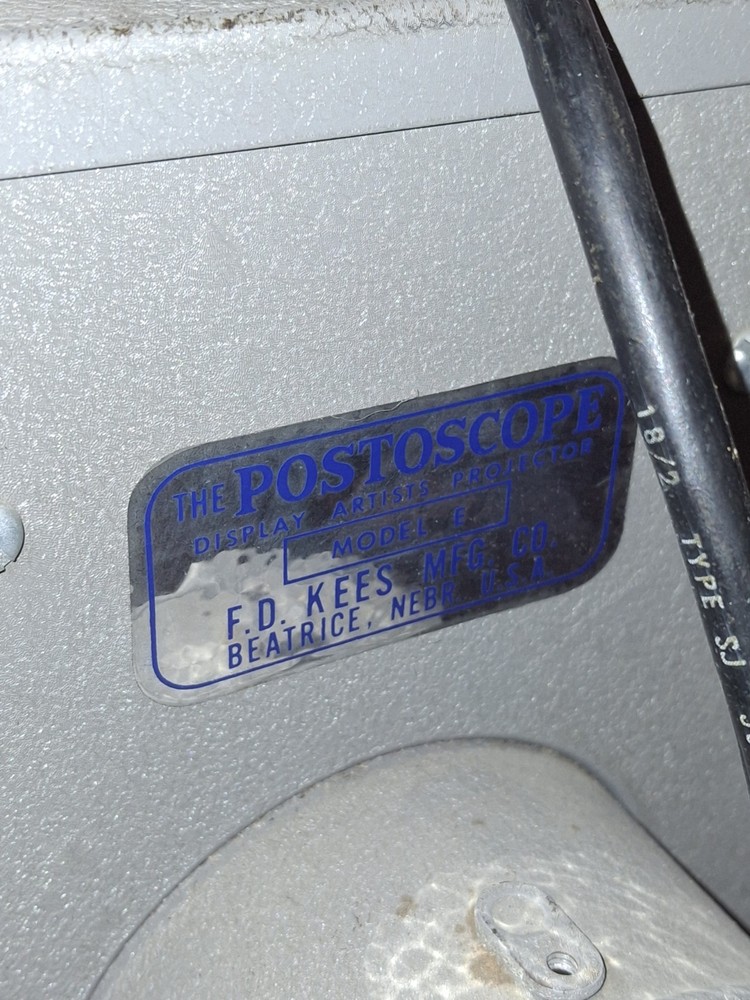 THE POSTOSCOPE
DISPLAY ARTISTS PROJECTOR
MODEL E
F.D. KEES MFG. CO.
BEATRICE, NEBR. U.S.A.
18/2 TYPE SJ